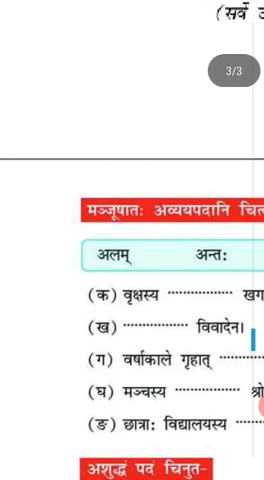 (सर्वे
3/3
मञ्जूषातः अव्ययपदानि
अलम् अन्तः
(क) वृक्षस्य ................. खग
(ख) ................. विवादेन।
(ग) वर्षाकाले गृहात् ............
(घ) मञ्चस्य ................. श्रो
(ङ) छात्राः विद्यालयस्य .......
अशुद्धं पदं चिनुत-